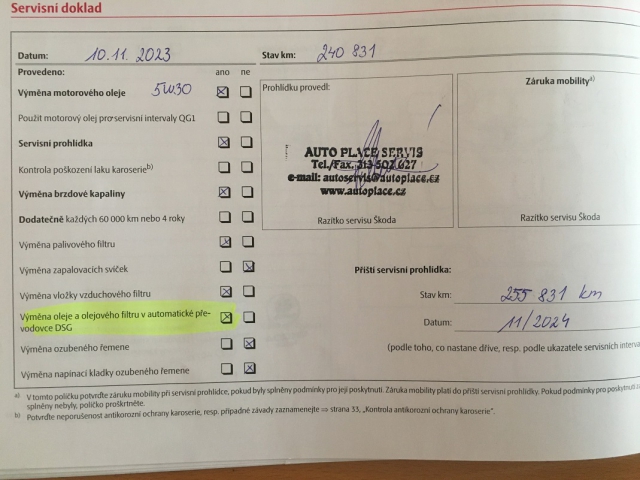 Servisní doklad
Datum: 10.11.2023 Stav km: 240 831
Provedeno: ano ne
Výměna motorového oleje 5W30
Prohlídku provedl:
Záruka mobility a)
Použit motorový olej pro servisní intervaly QG1
Servisní prohlídka
Kontrola poškození laku karoserie b)
Výměna brzdové kapaliny
Dodatečně každých 60 000 km nebo 4 roky
AUTO PLACE SERVIS
Tel./Fax. 313 502 627
e-mail: autoservis@autoplace.cz
www.autoplace.cz
Razítko servisu Škoda
Razítko servisu Škoda
Výměna palivového filtru
Výměna zapalovacích svíček
Výměna vložky vzduchového filtru
Výměna oleje a olejového filtru v automatické pře-
vodovce DSG
Výměna ozubeného řemene
Výměna napínací kladky ozubeného řemene
Příští servisní prohlídka:
Stav km: 255 831 km
Datum: 11/2024
(podle toho, co nastane dříve, resp. podle ukazatele servisních
a) V tomto políčku potvrďte záruku mobility při servisní prohlídce, pokud byly splněny podmínky pro její poskytnutí. Záruka mobility platí do příští servisní prohlídky. Pokud podmínky pro poskytnutí
splněny nebyly, políčko proškrtněte.
b) Potvrďte neporušenost antikorozní ochrany karoserie, resp. případné závady zaznamenejte ⇒ strana 33, „Kontrola antikorozní ochrany karoserie“.